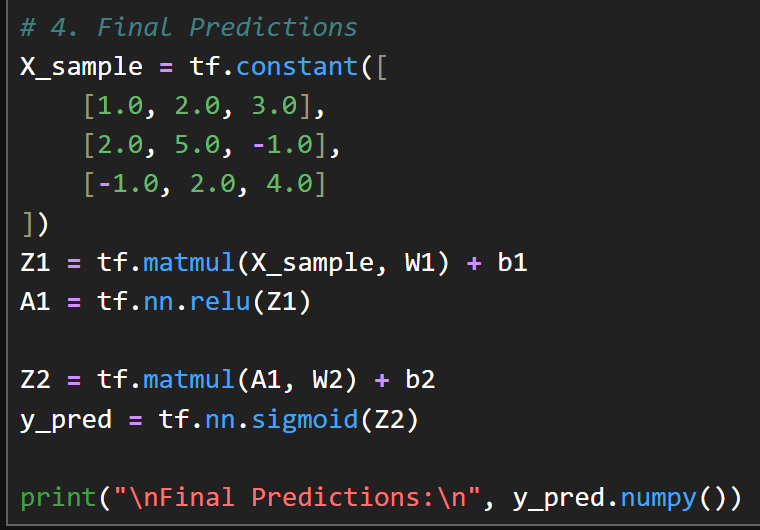 # 4. Final Predictions
X_sample = tf.constant([
    [1.0, 2.0, 3.0],
    [2.0, 5.0, -1.0],
    [-1.0, 2.0, 4.0]
])
Z1 = tf.matmul(X_sample, W1) + b1
A1 = tf.nn.relu(Z1)

Z2 = tf.matmul(A1, W2) + b2
y_pred = tf.nn.sigmoid(Z2)

print("\nFinal Predictions:\n", y_pred.numpy())